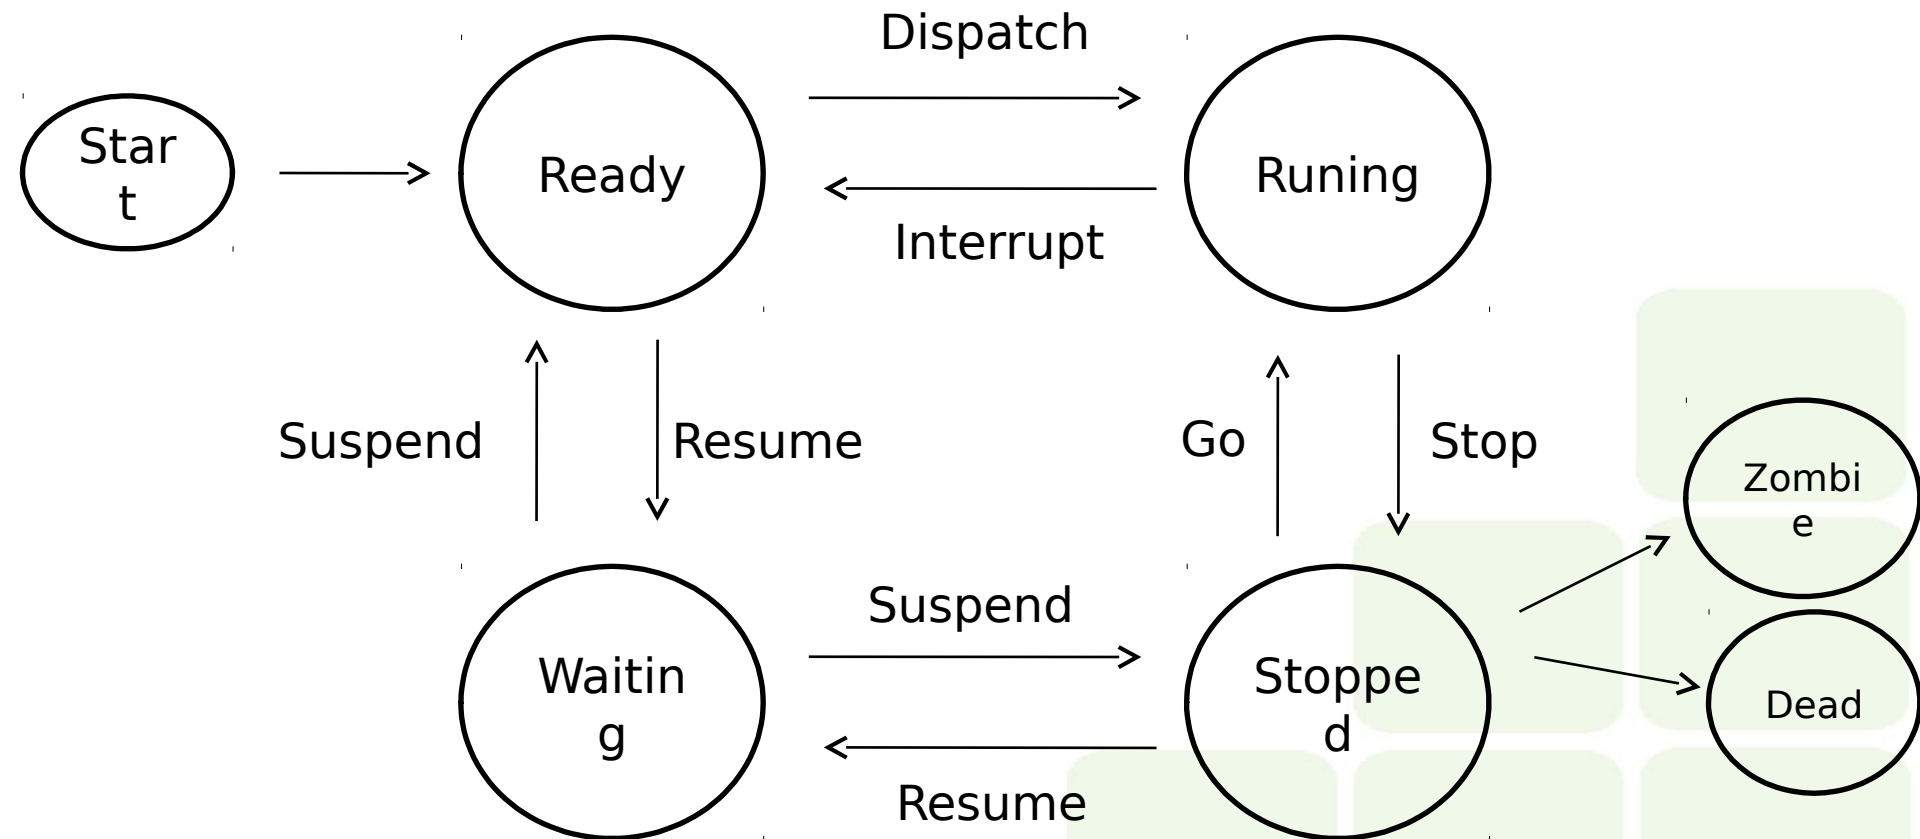 Dispatch
Star
t
Ready
Runing
Interrupt
Suspend
Resume
Go
Stop
Zombi
e
Suspend
Waitin
g
Stoppe
d
Dead
Resume